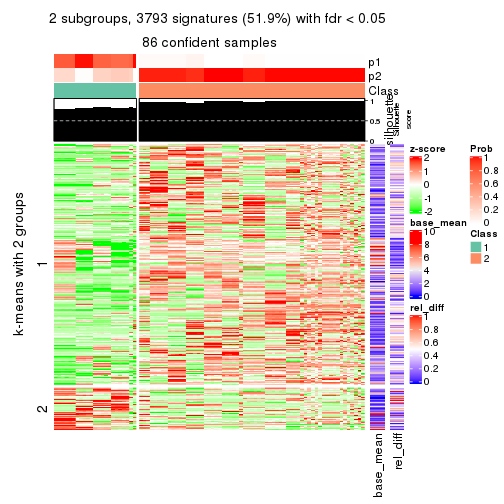 2 subgroups, 3793 signatures (51.9%) with fdr < 0.05
86 confident samples
p1
p2
Class
1
0.5
0
silhouette
Silhouette
score
k-means with 2 groups
1
2
base_mean
rel_diff
z-score
2
1
0
-1
-2
base_mean
10
8
6
4
2
0
rel_diff
1
0.8
0.6
0.4
0.2
0
Prob
1
0.8
0.6
0.4
0.2
0
Class
1
2